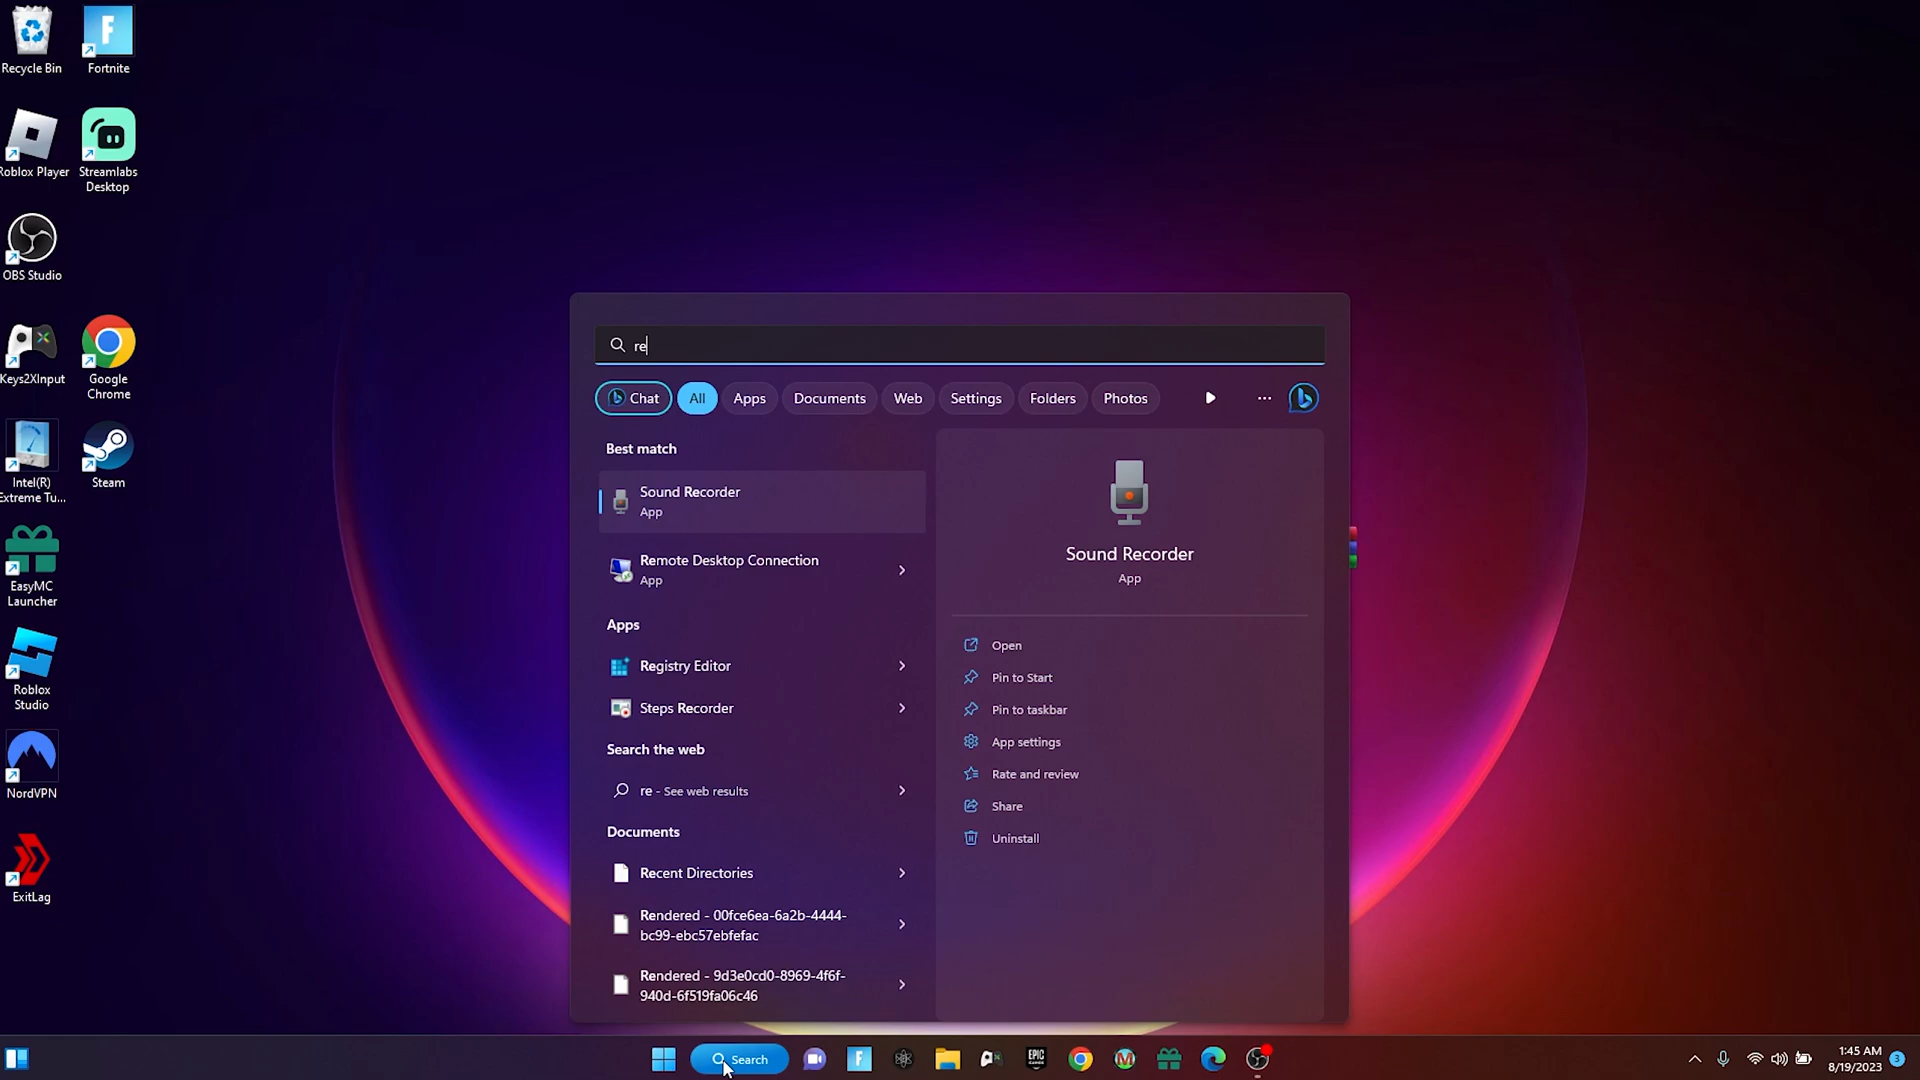 Recycle Bin
Fortnite
Roblox Player
Streamlabs
Desktop
OBS Studio
Keys2XInput
Google
Chrome
Intel(R)
Extreme Tu...
Steam
EasyMC
Launcher
Roblox
Studio
NordVPN
ExitLag
re
Chat
All
Apps
Documents
Web
Settings
Folders
Photos
Best match
Sound Recorder
App
Remote Desktop Connection
App
Apps
Registry Editor
Steps Recorder
Search the web
re - See web results
Documents
Recent Directories
Rendered - 00fce6ea-6a2b-4444-
bc99-ebc57ebfefac
Rendered - 9d3e0cd0-8969-4f6f-
940d-6f519fa06c46
Sound Recorder
App
Open
Pin to Start
Pin to taskbar
App settings
Rate and review
Share
Uninstall
Search
EPIC
GAMES
1:45 AM
8/19/2023
3